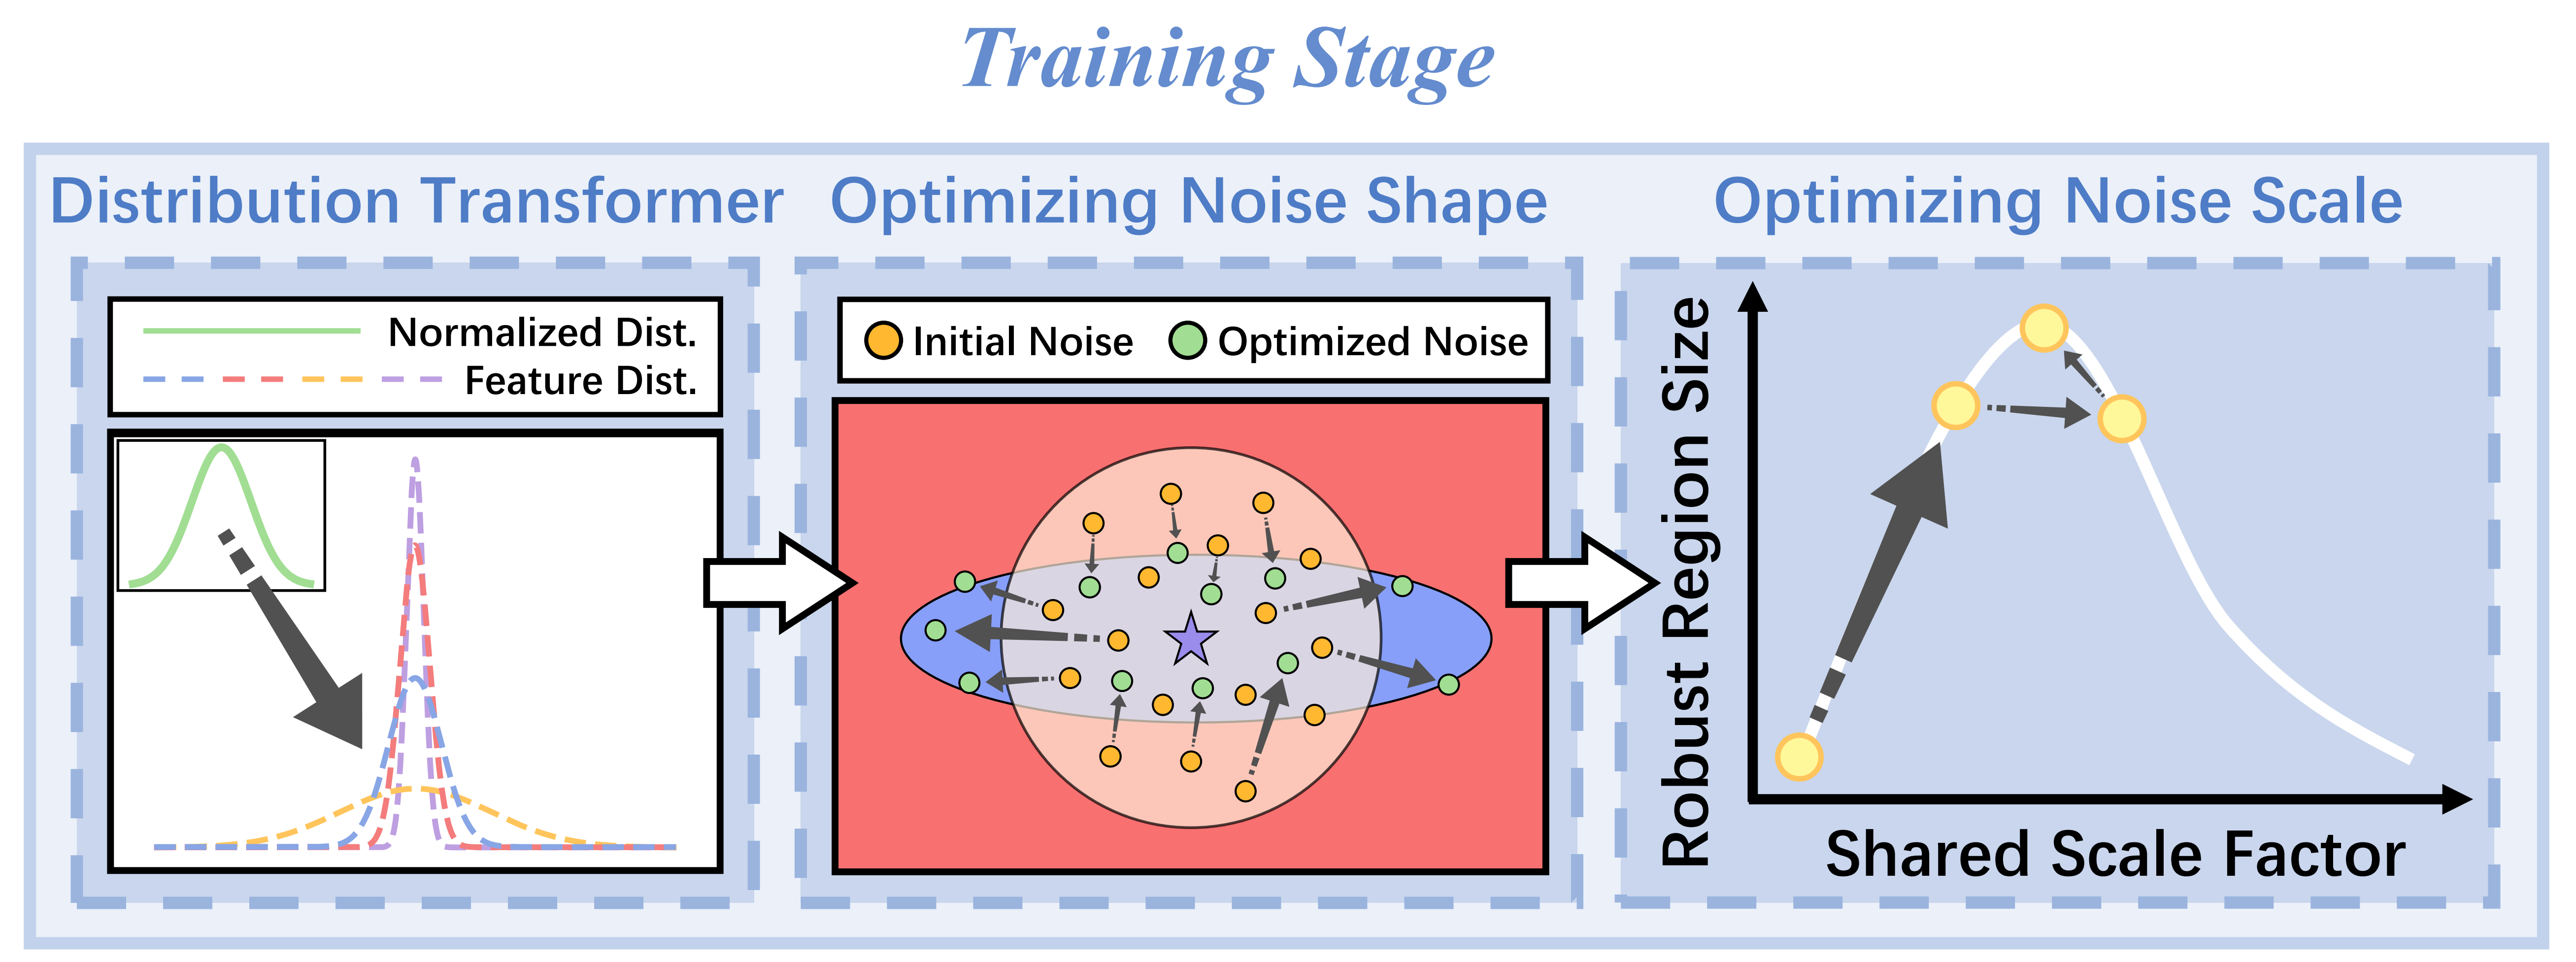 Training Stage
Distribution Transformer
Normalized Dist.
Feature Dist.
Optimizing Noise Shape
Initial Noise
Optimized Noise
Optimizing Noise Scale
Robust Region Size
Shared Scale Factor